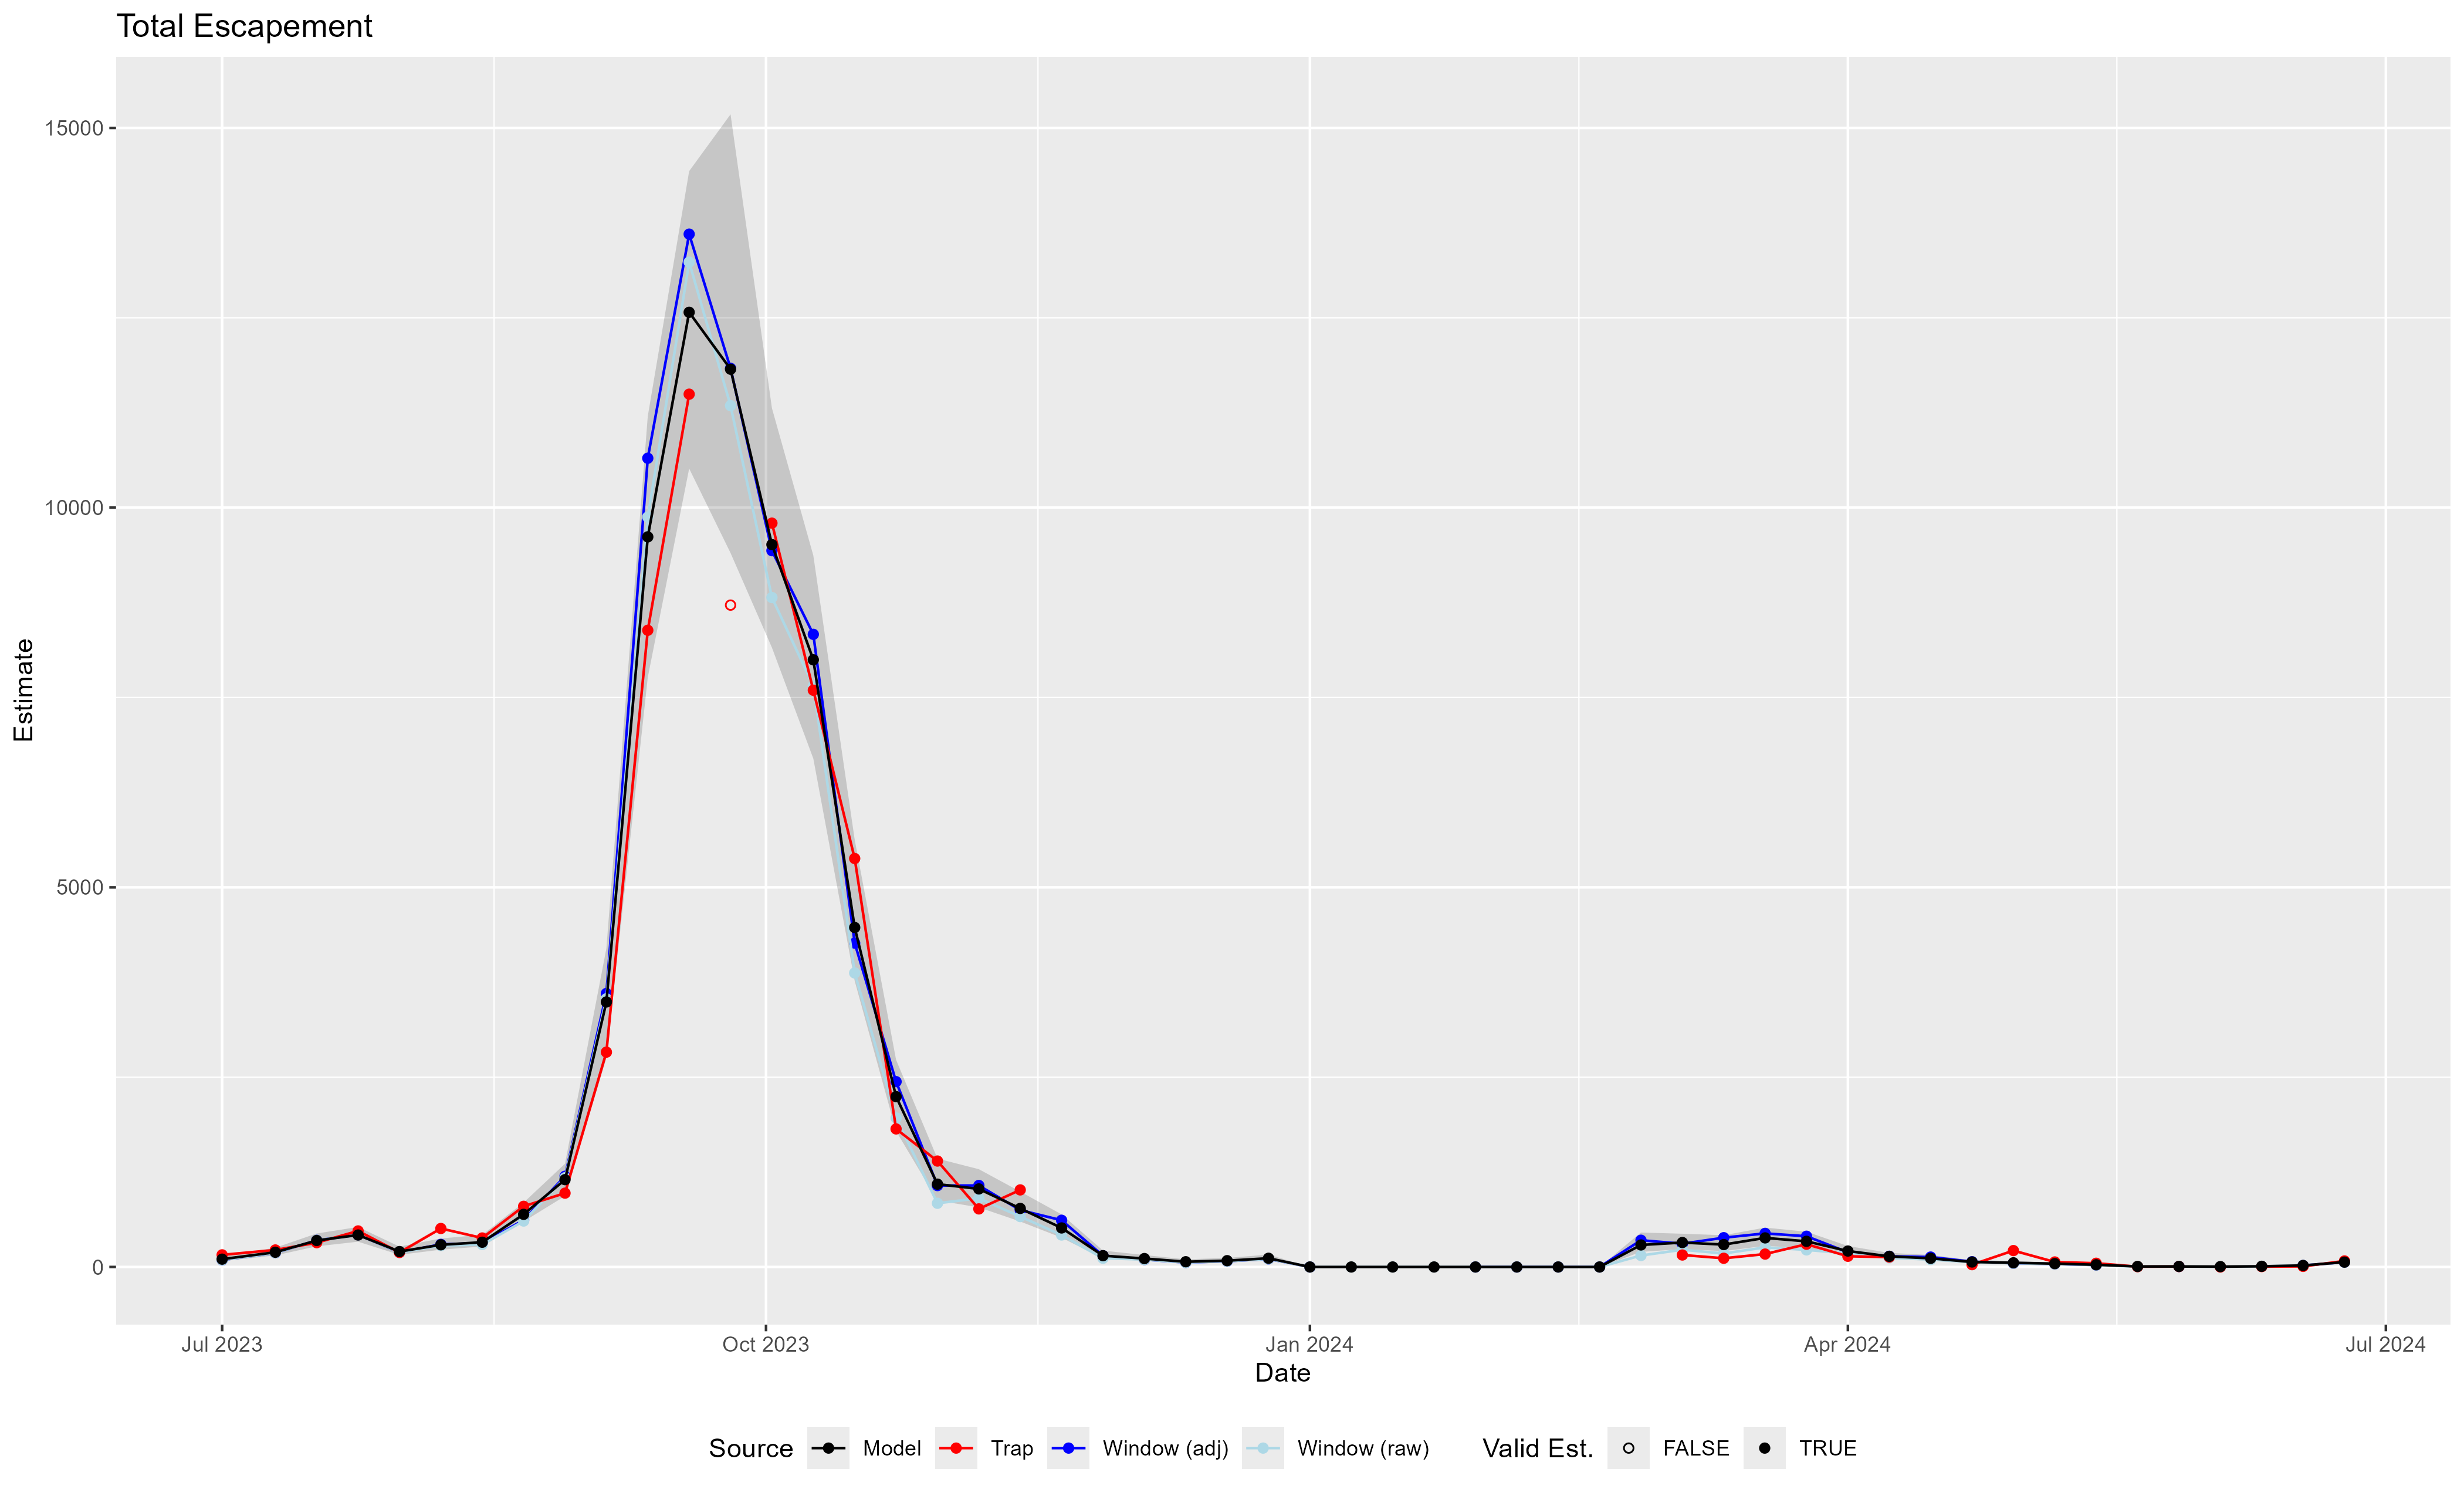 Total Escapement
15000
10000
5000
0
Estimate
Jul 2023 Oct 2023 Jan 2024 Apr 2024 Jul 2024
Date
Source Model Trap Window (adj) Window (raw) Valid Est. FALSE TRUE